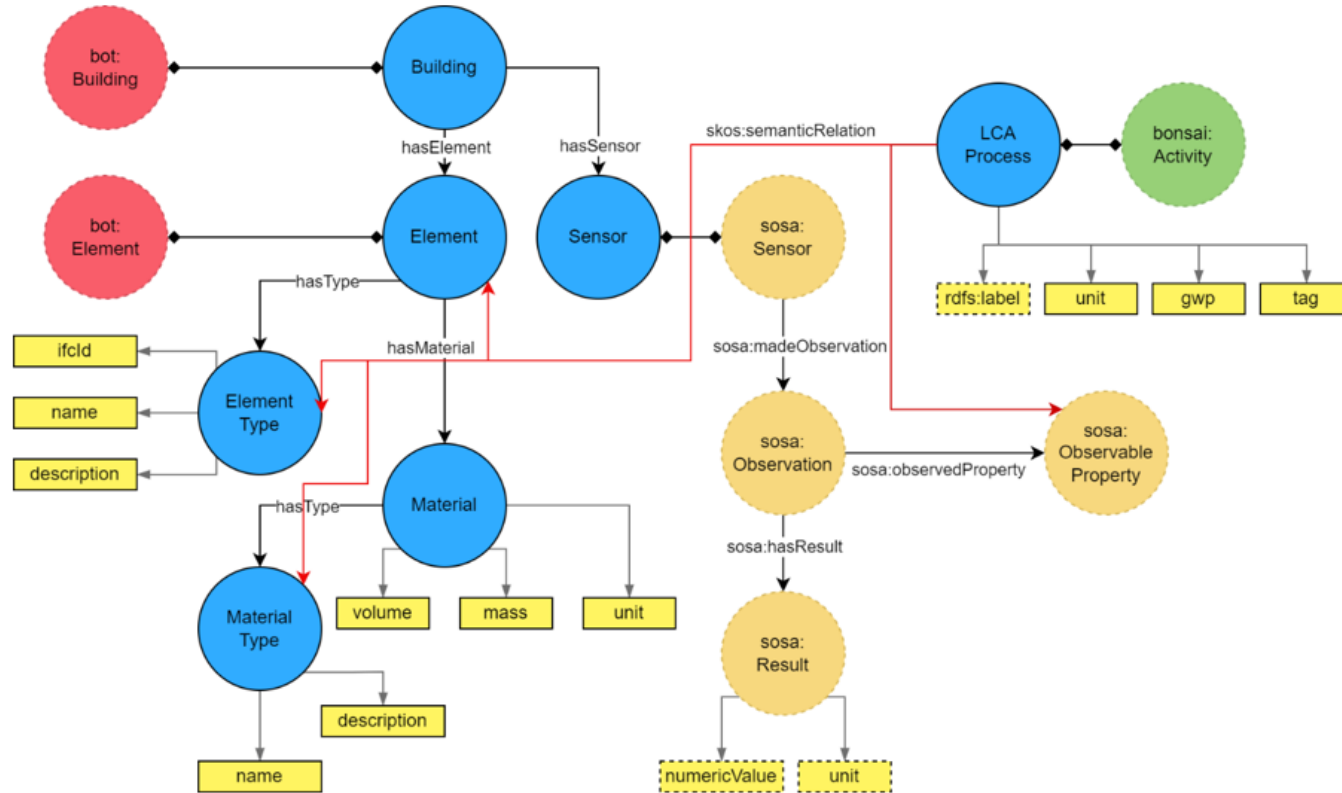 bot:
Building
Building
hasElement
hasSensor
skos:semanticRelation
LCA
Process
bonsai:
Activity
bot:
Element
Element
Sensor
sosa:
Sensor
hasType
rdfs:label
unit
gwp
tag
ifcId
hasMaterial
sosa:madeObservation
name
Element
Type
description
sosa:
Observation
sosa:observedProperty
sosa:
Observable
Property
hasType
Material
sosa:hasResult
Material
Type
volume
mass
unit
sosa:
Result
description
name
numericValue
unit